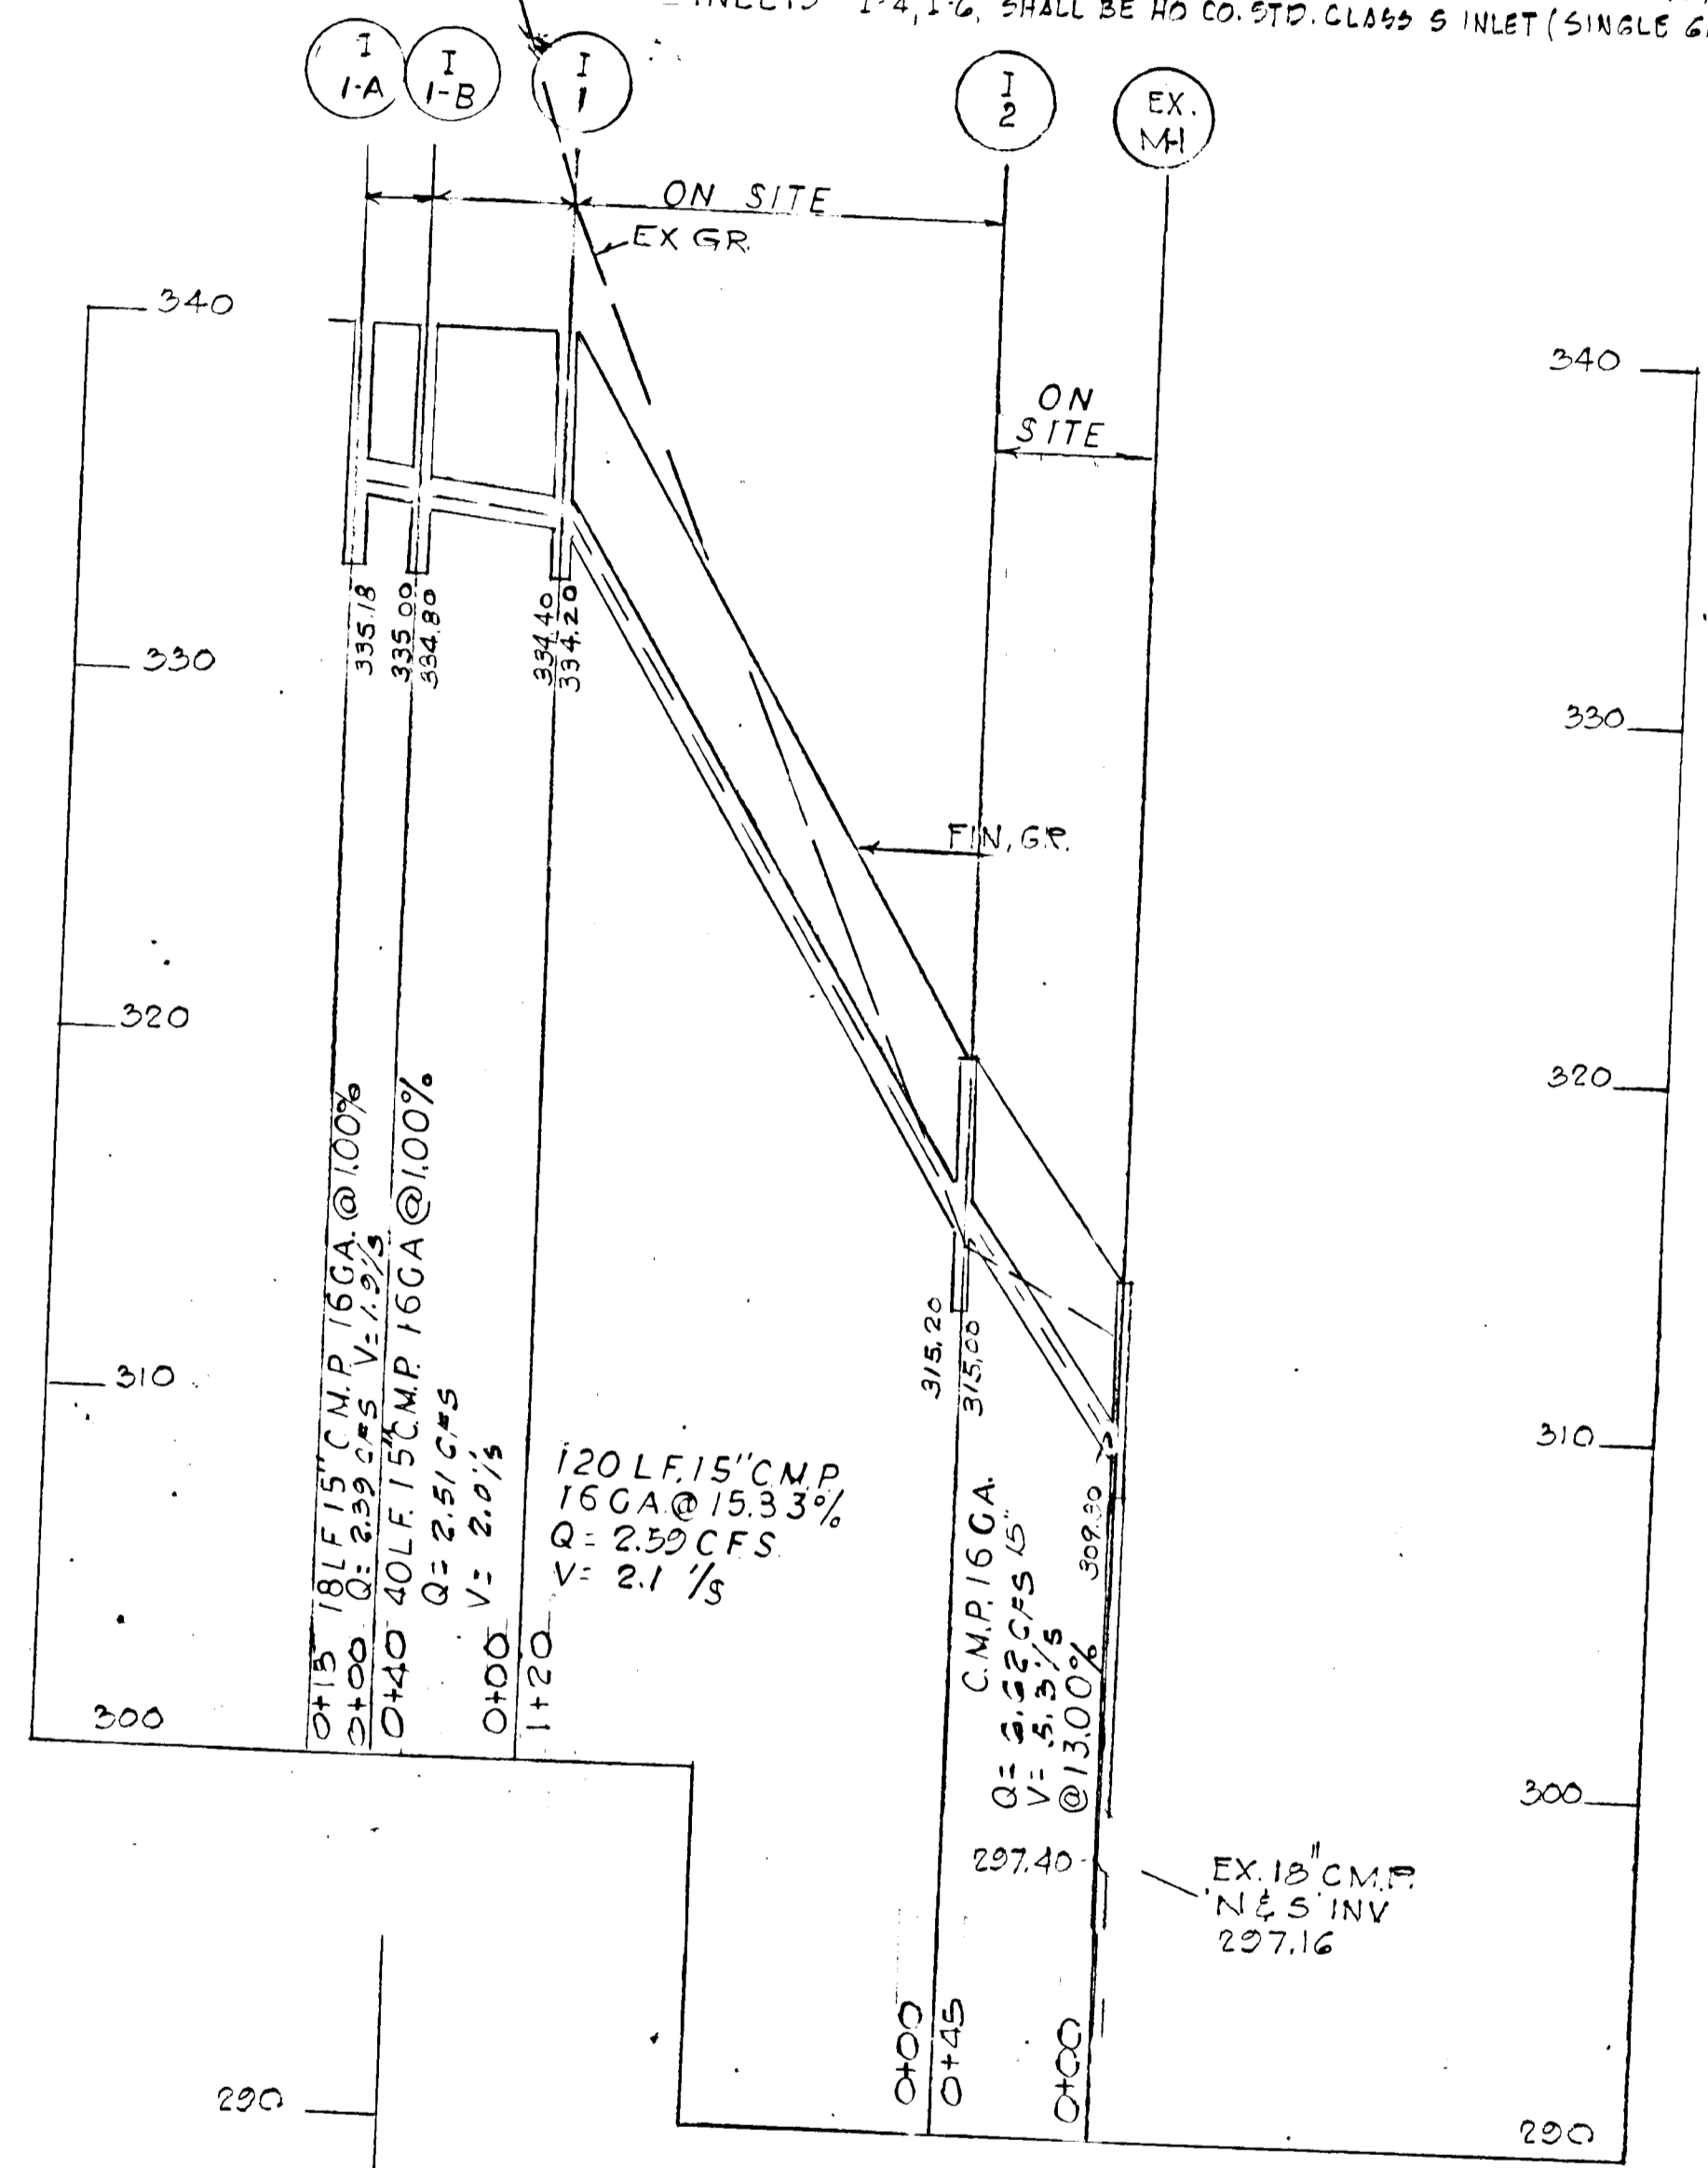 INLETS I-4, I-6, SHALL BE HO CO. STD. CLASS S INLET (SINGLE
I
1-A
I
1-B
I
1
I
2
EX.
MH
ON SITE
EX GR.
340
340
ON
SITE
335.18
335.00
334.80
334.40
334.20
330
330
FIN. GR.
320
320
310
310
315.20
315.00
309.30
18 LF 15" C.M.P. 16 GA. @ 1.00%
Q = 2.39 CFS V = 1.9'/S
40 LF. 15" C.M.P. 16 GA @ 1.00%
Q = 2.51 CFS
V = 2.0'/S
120 L.F. 15" C.M.P.
16 GA. @ 15.33%
Q = 2.59 CFS
V = 2.1 '/S
C.M.P. 16 GA.
CFS 15"
V = 5.3'/S
@ 13.00%
300
0+00
0+40
0+00
1+20
300
297.40
EX. 18" C.M.P.
N & S INV
297.16
0+00
0+45
0+00
290
290